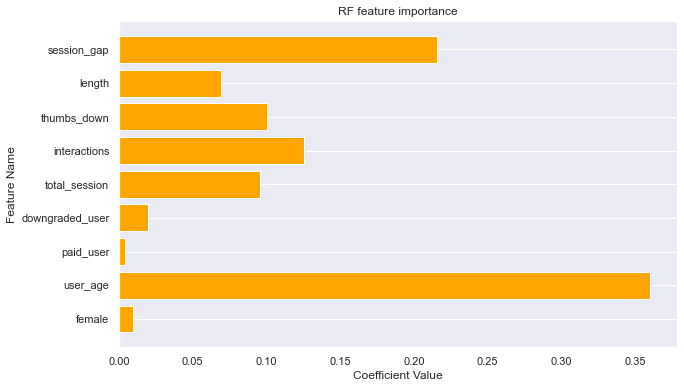 RF feature importance
session_gap
length
thumbs_down
interactions
total_session
downgraded_user
paid_user
user_age
female
Feature Name
0.00 0.05 0.10 0.15 0.20 0.25 0.30 0.35
Coefficient Value